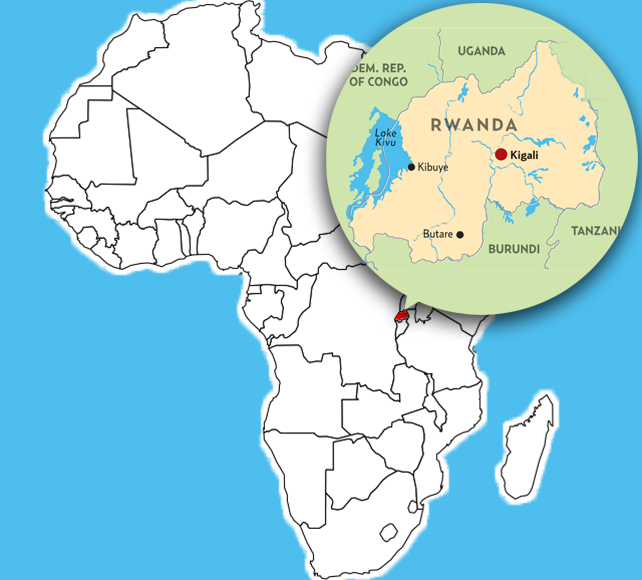 UGANDA
DEM. REP.
OF CONGO
Lake
Kivu
RWANDA
Kigali
Kibuye
Butare
BURUNDI
TANZANI